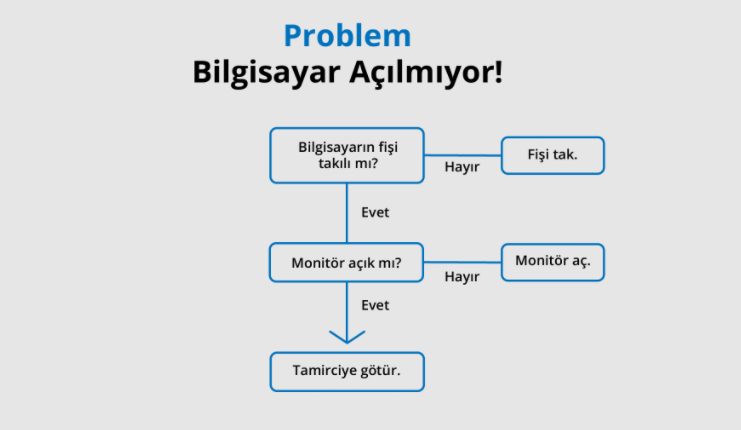 Problem
Bilgisayar Açılmıyor!
Bilgisayarın fişi
takılı mı?
Hayır
Fişi tak.
Evet
Monitör açık mı?
Hayır
Monitör aç.
Evet
Tamirciye götür.